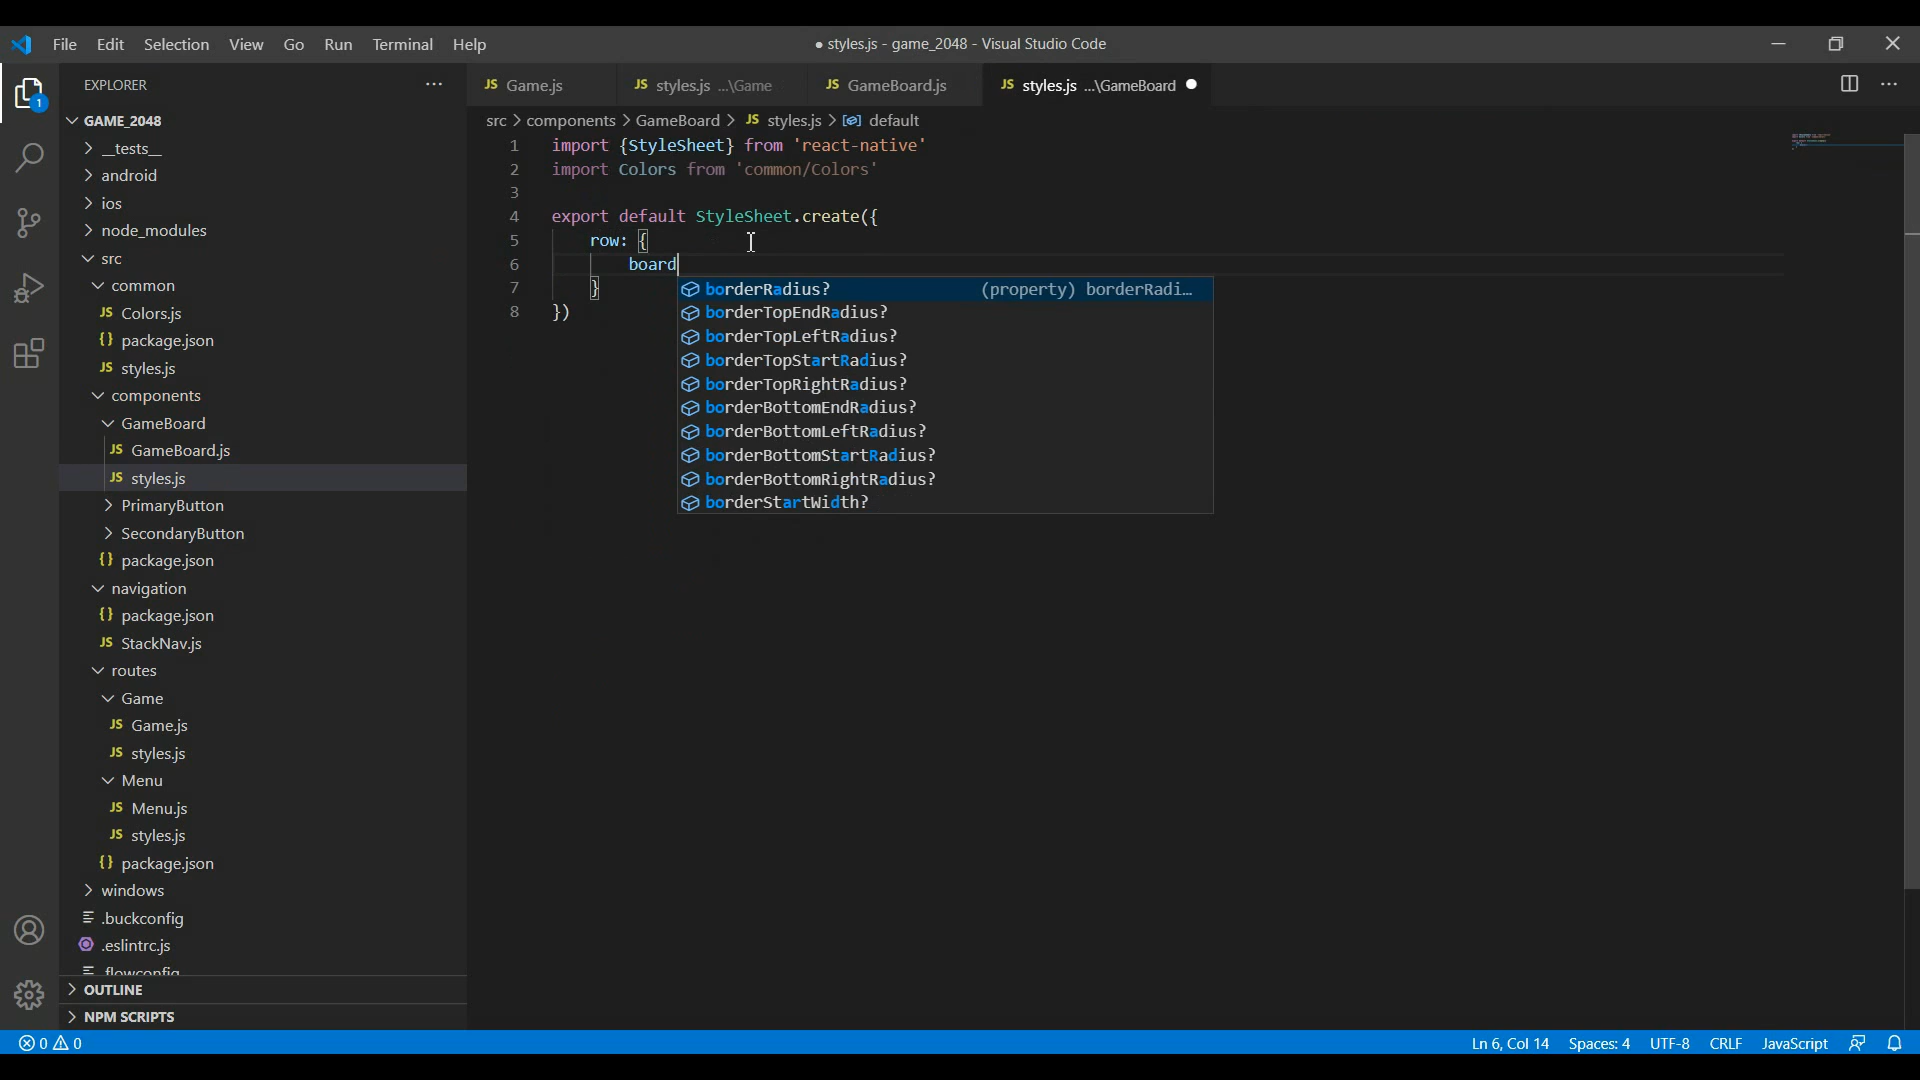 File Edit Selection View Go Run Terminal Help
● styles.js - game_2048 - Visual Studio Code
EXPLORER
1
GAME_2048
__tests__
android
ios
node_modules
src
common
JS Colors.js
{} package.json
JS styles.js
components
GameBoard
JS GameBoard.js
JS styles.js
PrimaryButton
SecondaryButton
{} package.json
navigation
{} package.json
JS StackNav.js
routes
Game
JS Game.js
JS styles.js
Menu
JS Menu.js
JS styles.js
{} package.json
windows
.buckconfig
.eslintrc.js
.flowconfig
OUTLINE
NPM SCRIPTS
JS Game.js
JS styles.js ...\Game
JS GameBoard.js
JS styles.js ...\GameBoard ●
src > components > GameBoard > JS styles.js > default
1 import {StyleSheet} from 'react-native'
2 import Colors from 'common/Colors'
3
4 export default StyleSheet.create({
5 row: {
6 board
7 }
8 })
borderRadius? (property) borderRadi…
borderTopEndRadius?
borderTopLeftRadius?
borderTopStartRadius?
borderTopRightRadius?
borderBottomEndRadius?
borderBottomLeftRadius?
borderBottomStartRadius?
borderBottomRightRadius?
borderStartWidth?
0 0
Ln 6, Col 14 Spaces: 4 UTF-8 CRLF JavaScript